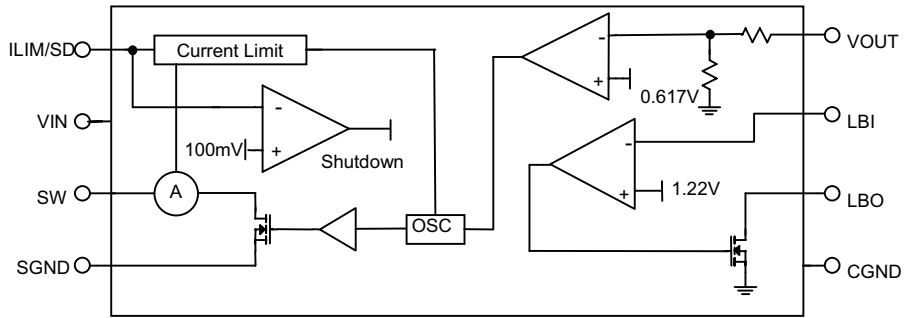 ILIM/SD
Current Limit
VOUT
0.617V
VIN
LBI
100mV
Shutdown
1.22V
SW
A
LBO
OSC
SGND
CGND